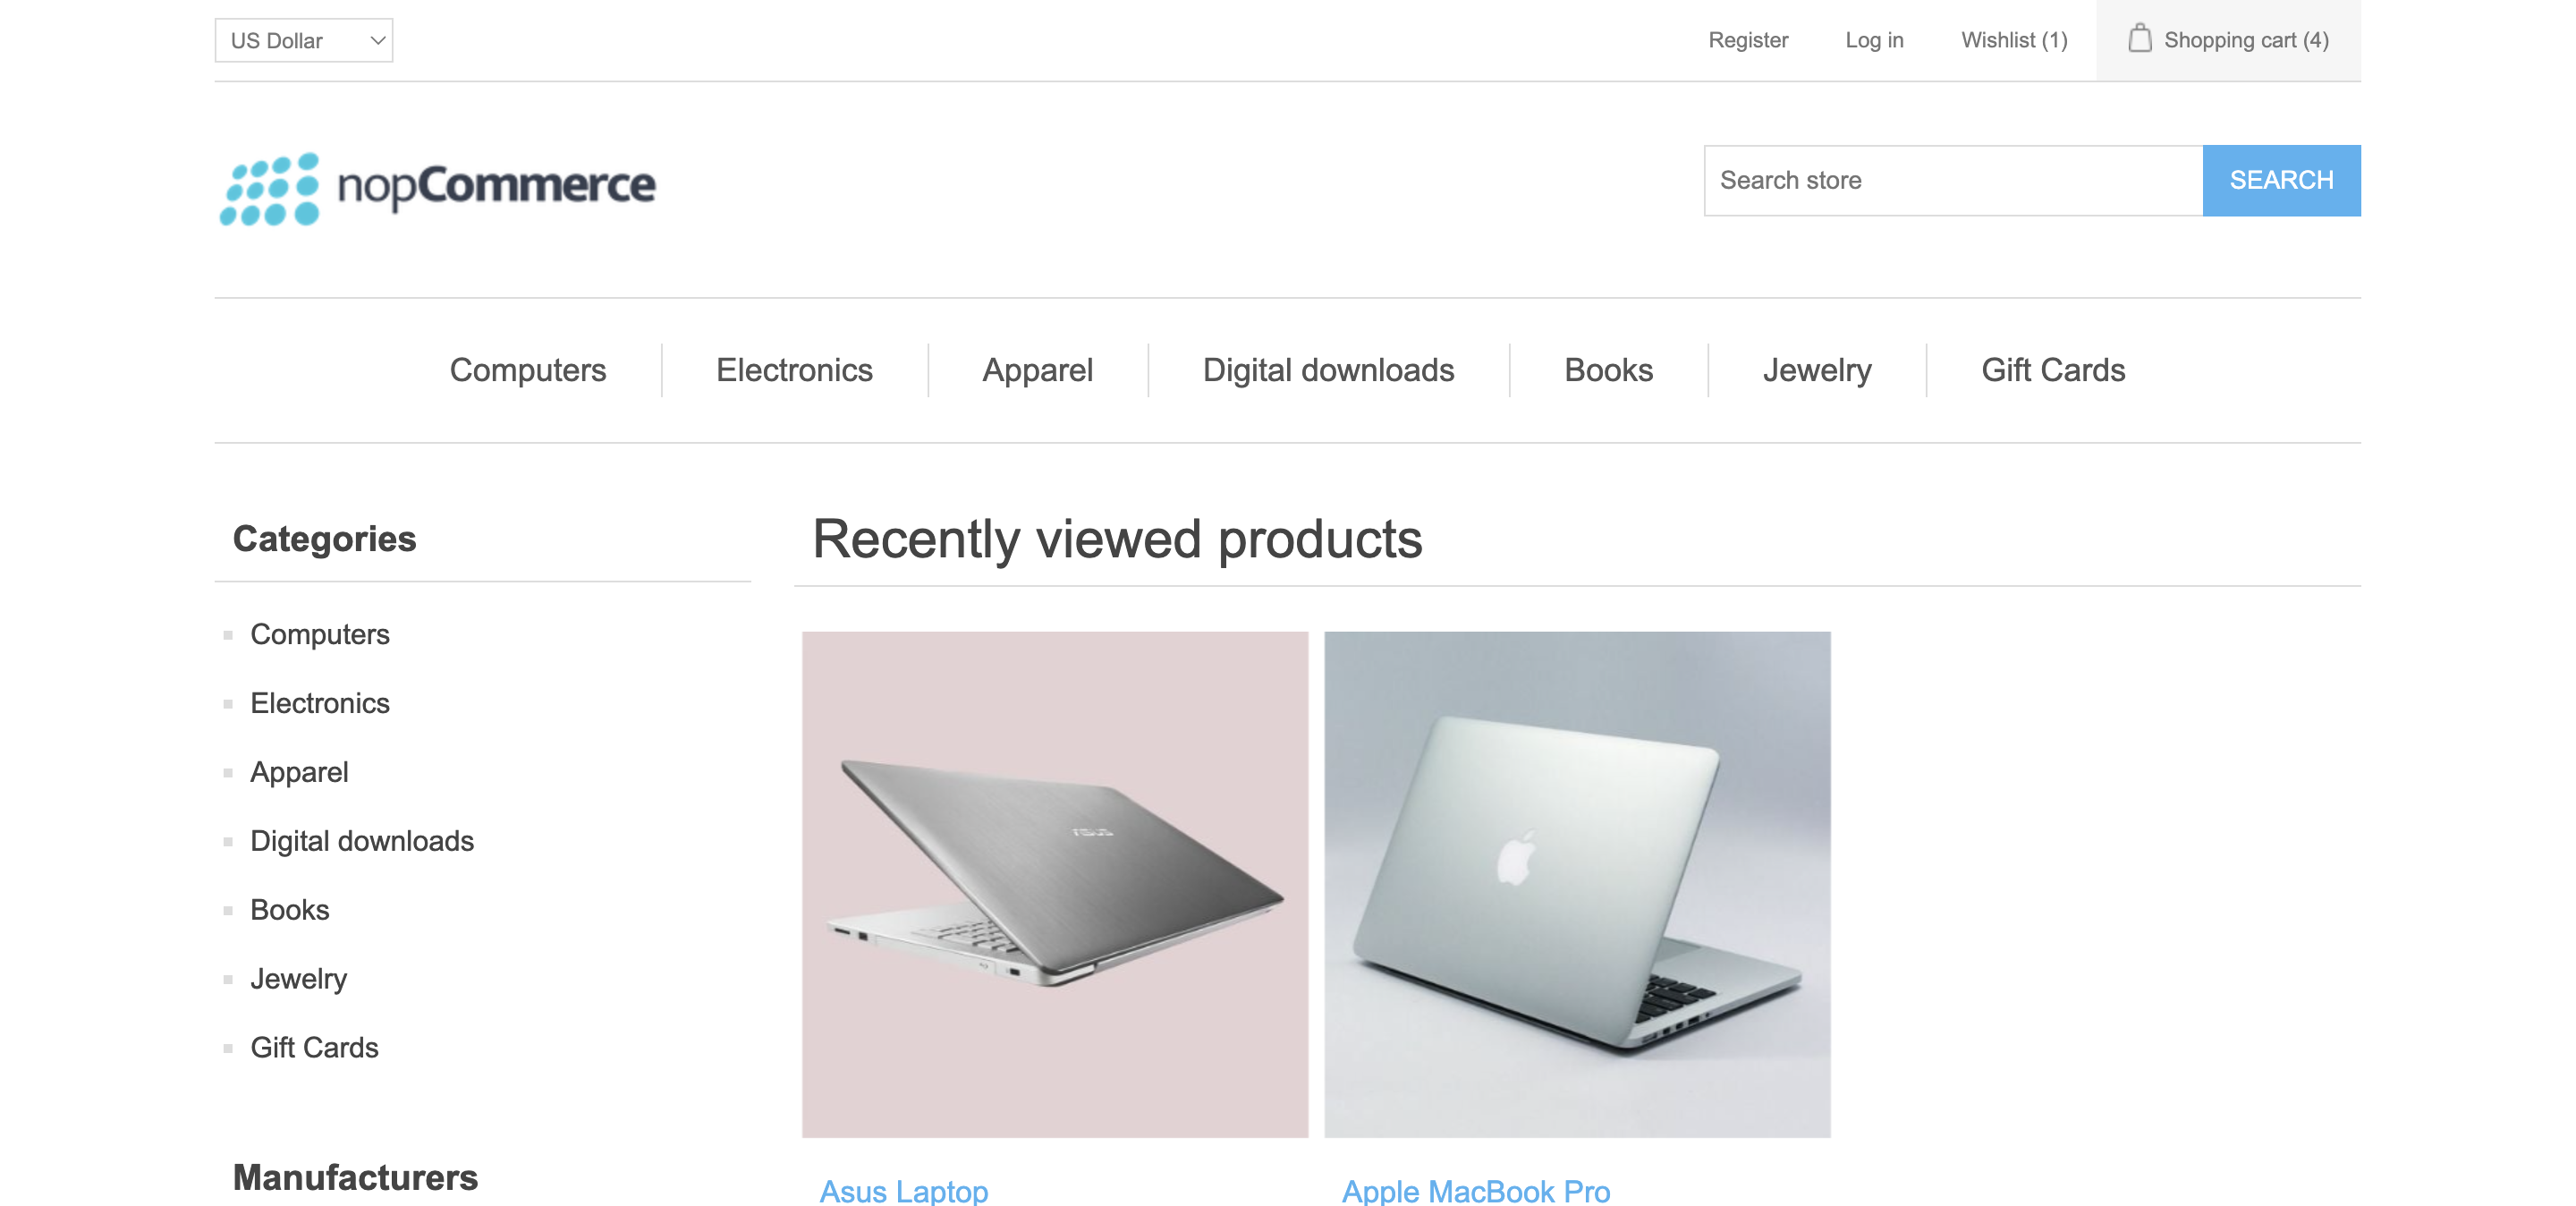 US Dollar
Register
Log in
Wishlist (1)
Shopping cart (4)
nopCommerce
Search store
SEARCH
Computers
Electronics
Apparel
Digital downloads
Books
Jewelry
Gift Cards
Categories
Computers
Electronics
Apparel
Digital downloads
Books
Jewelry
Gift Cards
Manufacturers
Recently viewed products
ASUS
Asus Laptop
Apple MacBook Pro